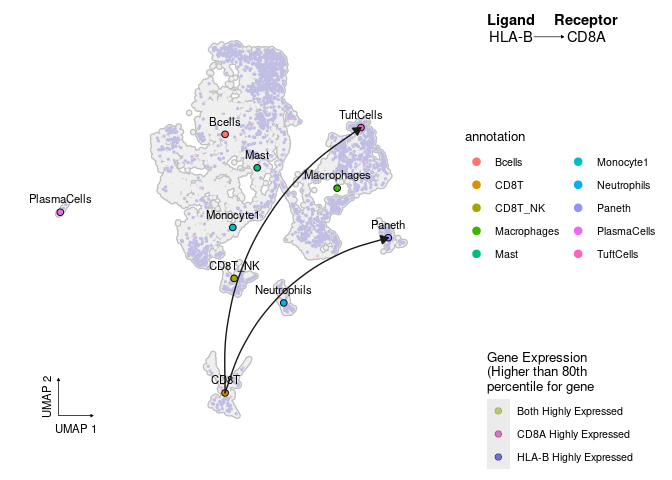 Ligand Receptor
HLA-B CD8A
TuftCells
Bcells
Mast
Macrophages
PlasmaCells
Monocyte1
Paneth
CD8T_NK
Neutrophils
CD8T
UMAP 2
UMAP 1
annotation
Bcells Monocyte1
CD8T Neutrophils
CD8T_NK Paneth
Macrophages PlasmaCells
Mast TuftCells
Gene Expression
(Higher than 80th
percentile for gene
Both Highly Expressed
CD8A Highly Expressed
HLA-B Highly Expressed